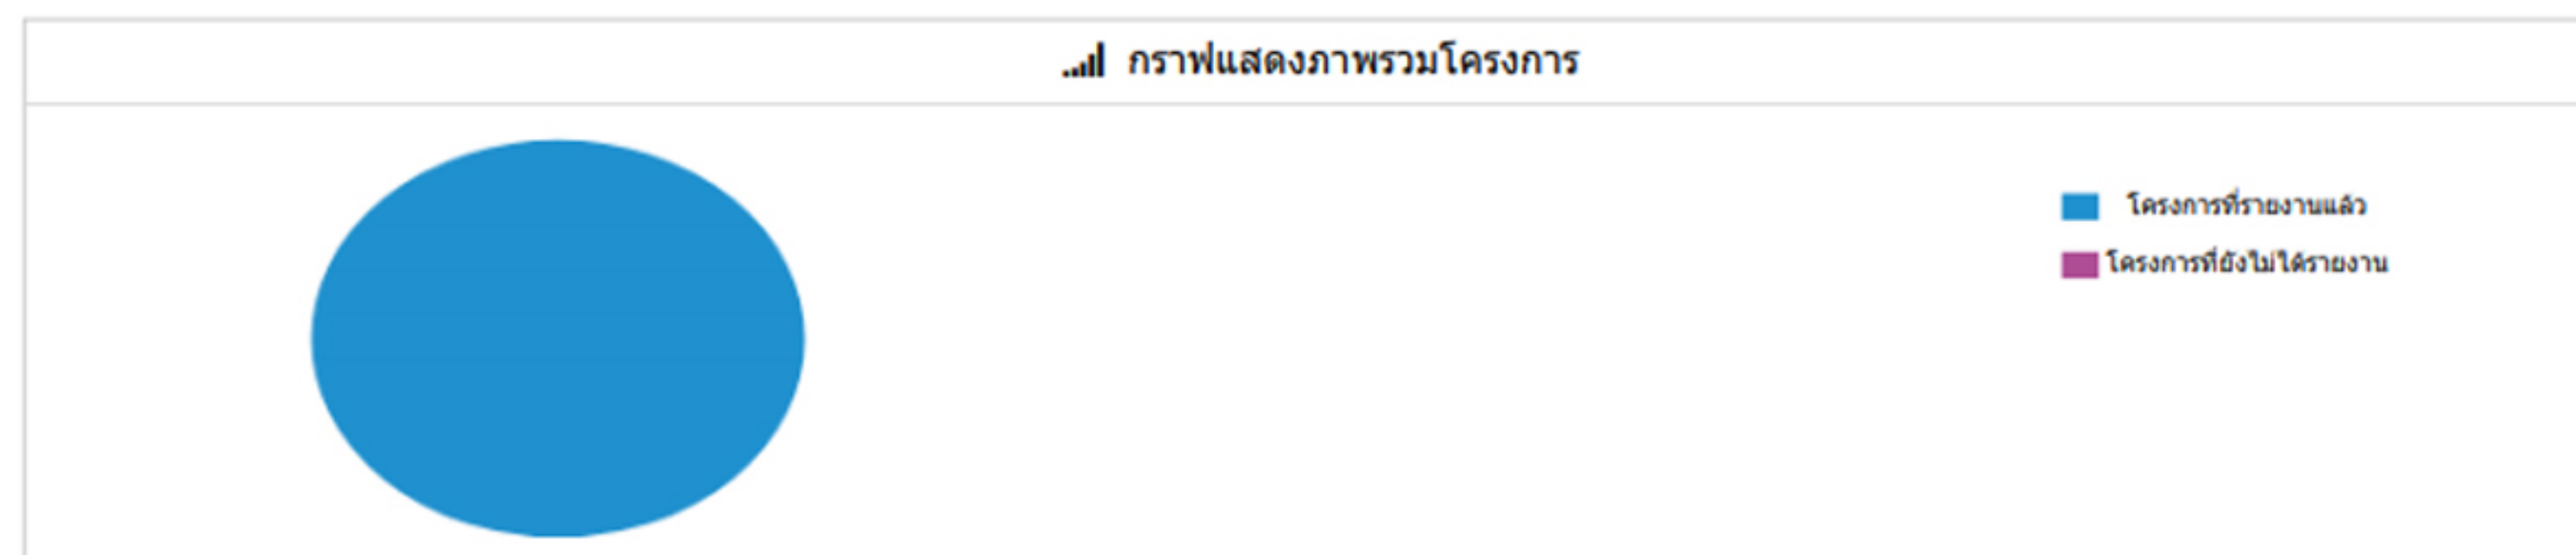 กราฟแสดงภาพรวมโครงการ
โครงการที่รายงานแล้ว
โครงการที่ยังไม่ได้รายงาน